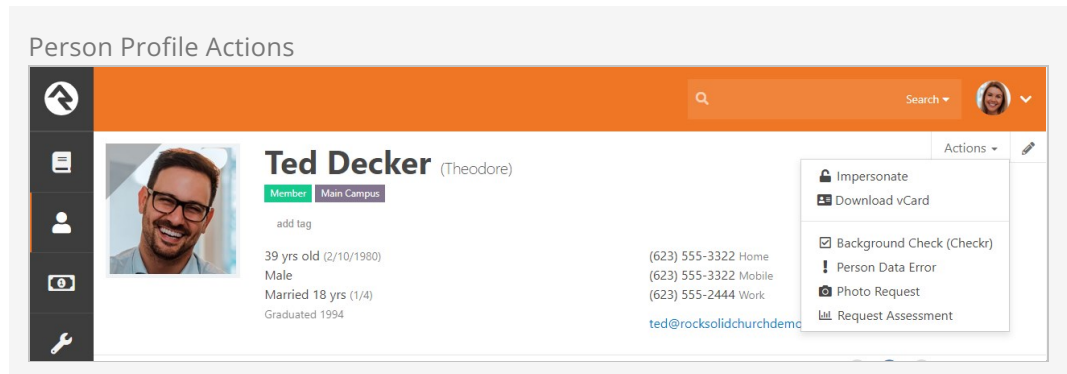 Person Profile Actions
Search
Actions
Ted Decker (Theodore)
Member Main Campus
add tag
39 yrs old (2/10/1980)
Male
Married 18 yrs (1/4)
Graduated 1994
(623) 555-3322 Home
(623) 555-3322 Mobile
(623) 555-2444 Work
ted@rocksolidchurchdemo
Impersonate
Download vCard
Background Check (Checkr)
Person Data Error
Photo Request
Request Assessment